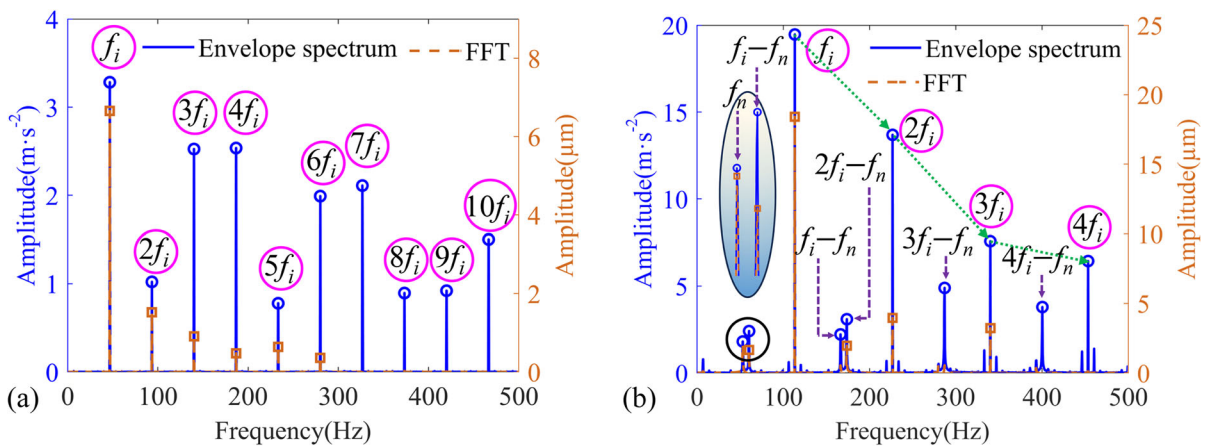 4
3
2
1
0
Amplitude(m·s⁻²)
Envelope spectrum
FFT
fᵢ
2fᵢ
3fᵢ
4fᵢ
5fᵢ
6fᵢ
7fᵢ
8fᵢ
9fᵢ
10fᵢ
8
6
4
2
0
Amplitude(μm)
0 100 200 300 400 500
Frequency(Hz)
(a)
20
15
10
5
0
Amplitude(m·s⁻²)
Envelope spectrum
FFT
fᵢ
fᵢ−fₙ
fₙ
2fᵢ
2fᵢ−fₙ
3fᵢ
fᵢ−fₙ
3fᵢ−fₙ
4fᵢ
4fᵢ−fₙ
25
20
15
10
5
0
Amplitude(μm)
0 100 200 300 400 500
Frequency(Hz)
(b)